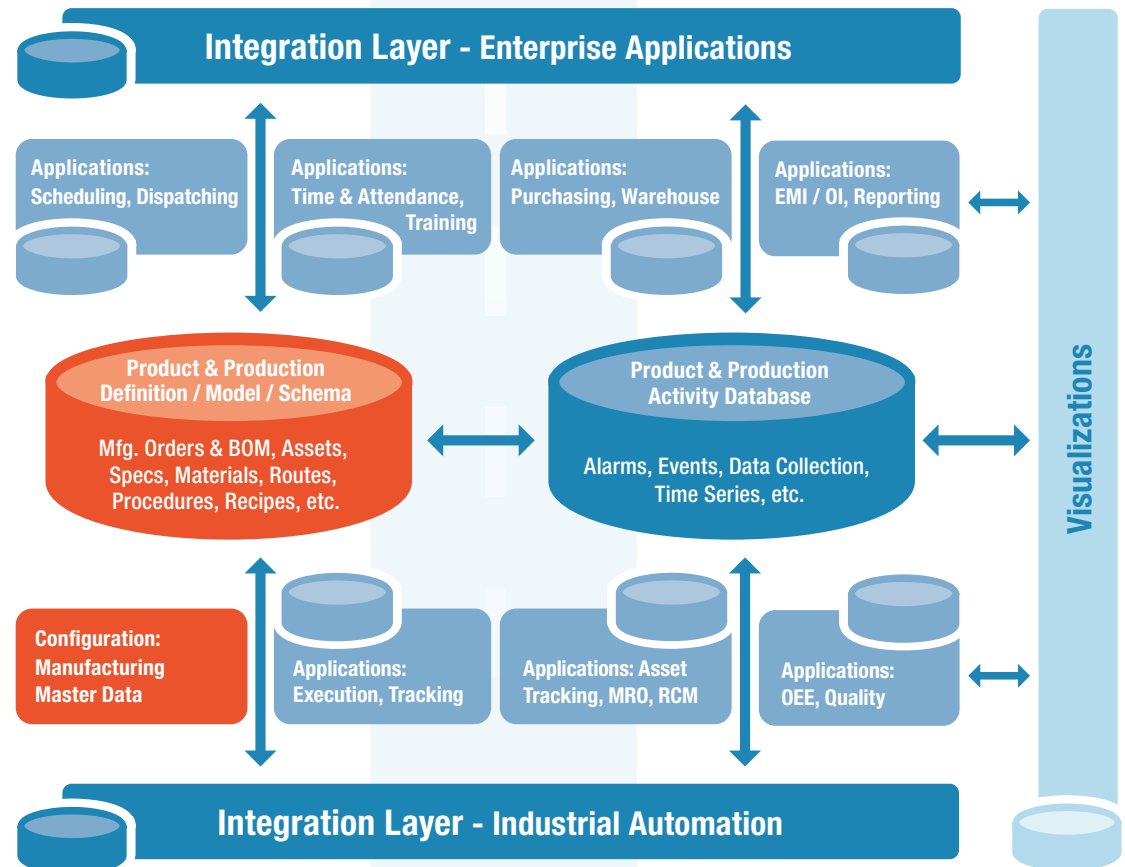 Integration Layer - Enterprise Applications
Applications:
Scheduling, Dispatching
Applications:
Time & Attendance,
Training
Applications:
Purchasing, Warehouse
Applications:
EMI / OI, Reporting
Product & Production
Definition / Model / Schema
Mfg. Orders & BOM, Assets,
Specs, Materials, Routes,
Procedures, Recipes, etc.
Product & Production
Activity Database
Alarms, Events, Data Collection,
Time Series, etc.
Visualizations
Configuration:
Manufacturing
Master Data
Applications:
Execution, Tracking
Applications: Asset
Tracking, MRO, RCM
Applications:
OEE, Quality
Integration Layer - Industrial Automation